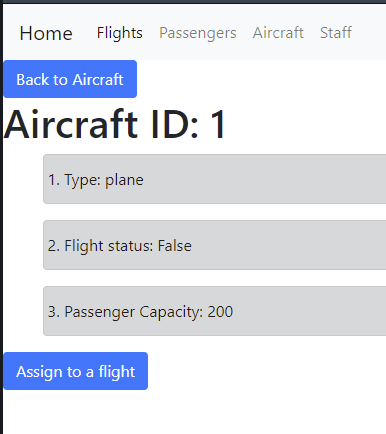 Home Flights Passengers Aircraft Staff
Back to Aircraft
Aircraft ID: 1
1. Type: plane
2. Flight status: False
3. Passenger Capacity: 200
Assign to a flight